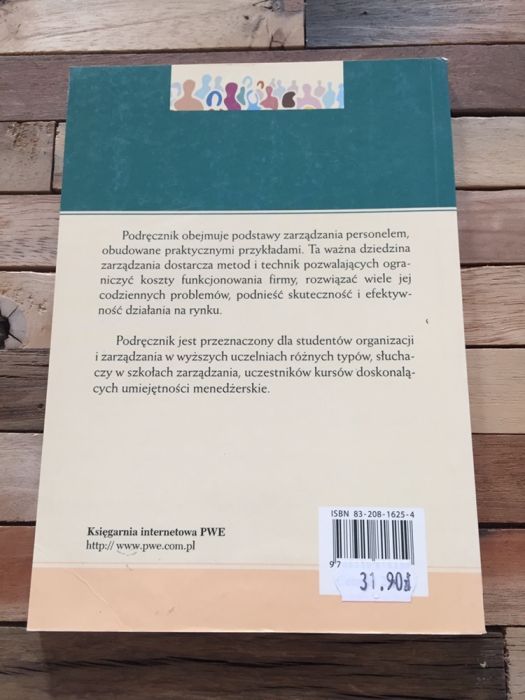 Podręcznik obejmuje podstawy zarządzania personelem,
obudowane praktycznymi przykładami. Ta ważna dziedzina
zarządzania dostarcza metod i technik pozwalających ogra-
niczyć koszty funkcjonowania firmy, rozwiązać wiele jej
codziennych problemów, podnieść skuteczność i efektyw-
ność działania na rynku.
Podręcznik jest przeznaczony dla studentów organizacji
i zarządzania w wyższych uczelniach różnych typów, słucha-
czy w szkołach zarządzania, uczestników kursów doskonalą-
cych umiejętności menedżerskie.
Księgarnia internetowa PWE
http://www.pwe.com.pl
ISBN 83-208-1625-4
97
31.90zł